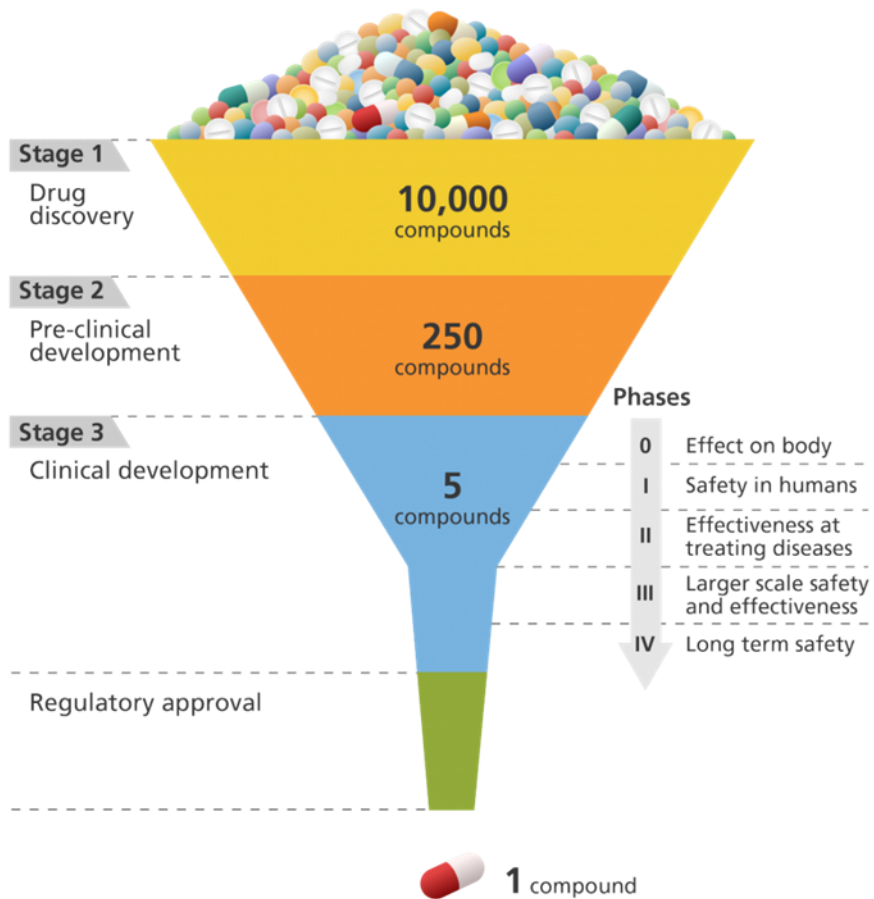 Stage 1
Drug
discovery
10,000
compounds
Stage 2
Pre-clinical
development
250
compounds
Stage 3
Clinical development
5
compounds
Phases
0 Effect on body
I Safety in humans
II Effectiveness at
treating diseases
III Larger scale safety
and effectiveness
IV Long term safety
Regulatory approval
1 compound